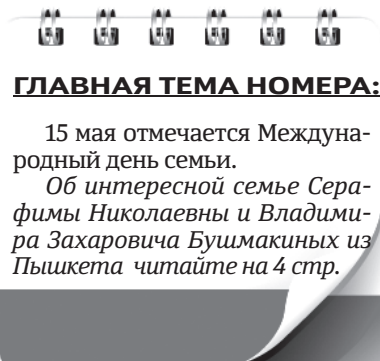 ГЛАВНАЯ ТЕМА НОМЕРА:
15 мая отмечается Междуна-
родный день семьи.
Об интересной семье Сера-
фимы Николаевны и Владими-
ра Захаровича Бушмакиных из
Пышкета читайте на 4 стр.